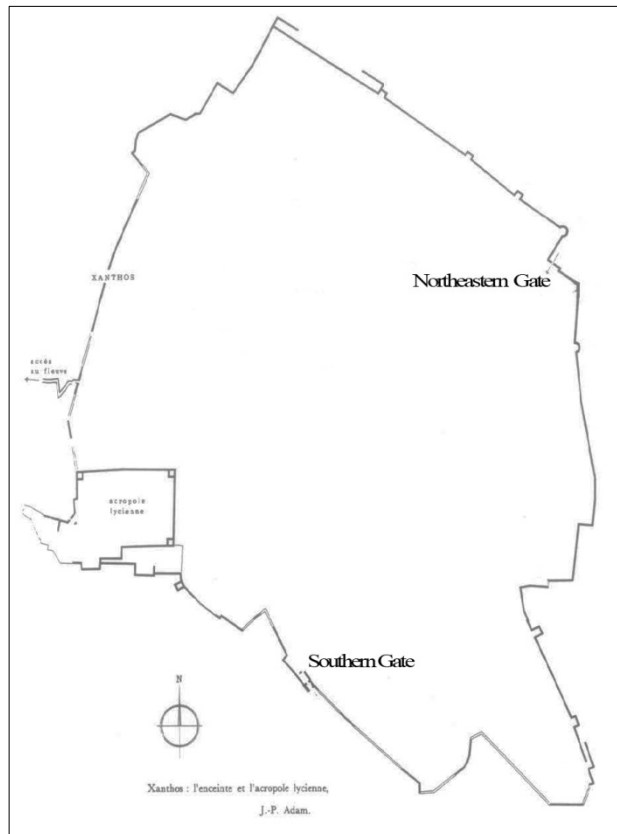 Northeastern Gate
XANTHOS
accès
au fleuve
acropole
lycienne
Southern Gate
N
Xanthos : l'enceinte et l'acropole lycienne,
J.-P. Adam.